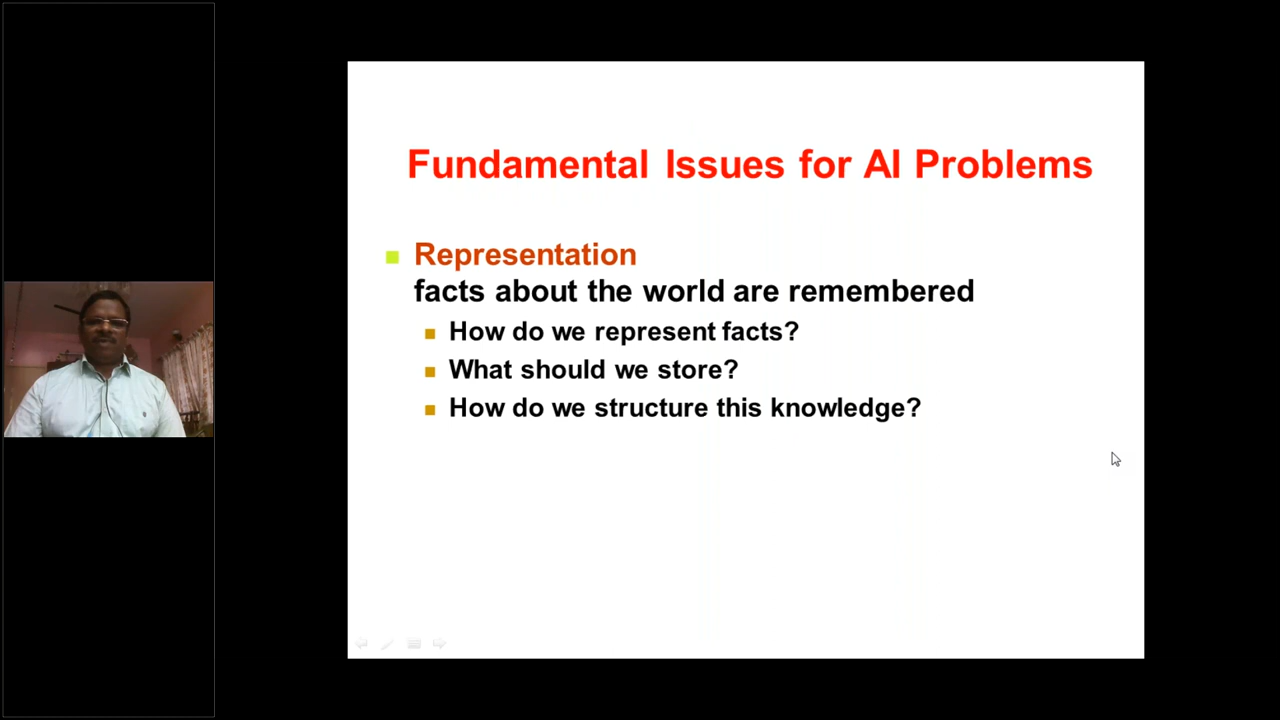 Fundamental Issues for AI Problems
Representation
facts about the world are remembered
How do we represent facts?
What should we store?
How do we structure this knowledge?